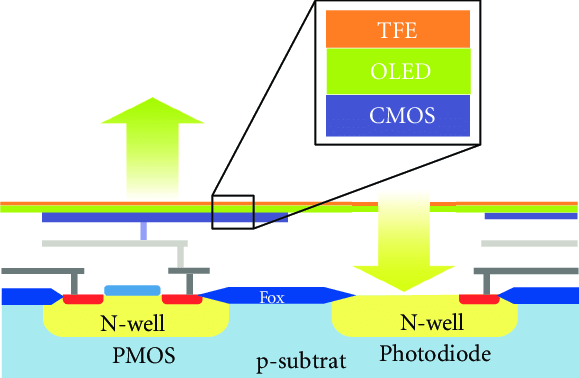 TFE
OLED
CMOS
Fox
N-well
N-well
PMOS
p-subtrat
Photodiode